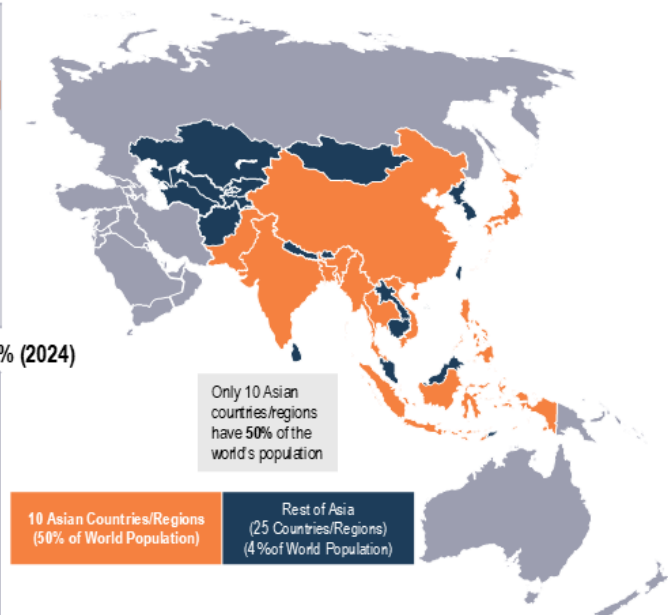 % (2024)
Only 10 Asian
countries/regions
have 50% of the
world's population
10 Asian Countries/Regions
(50% of World Population)
Rest of Asia
(25 Countries/Regions)
(4%of World Population)